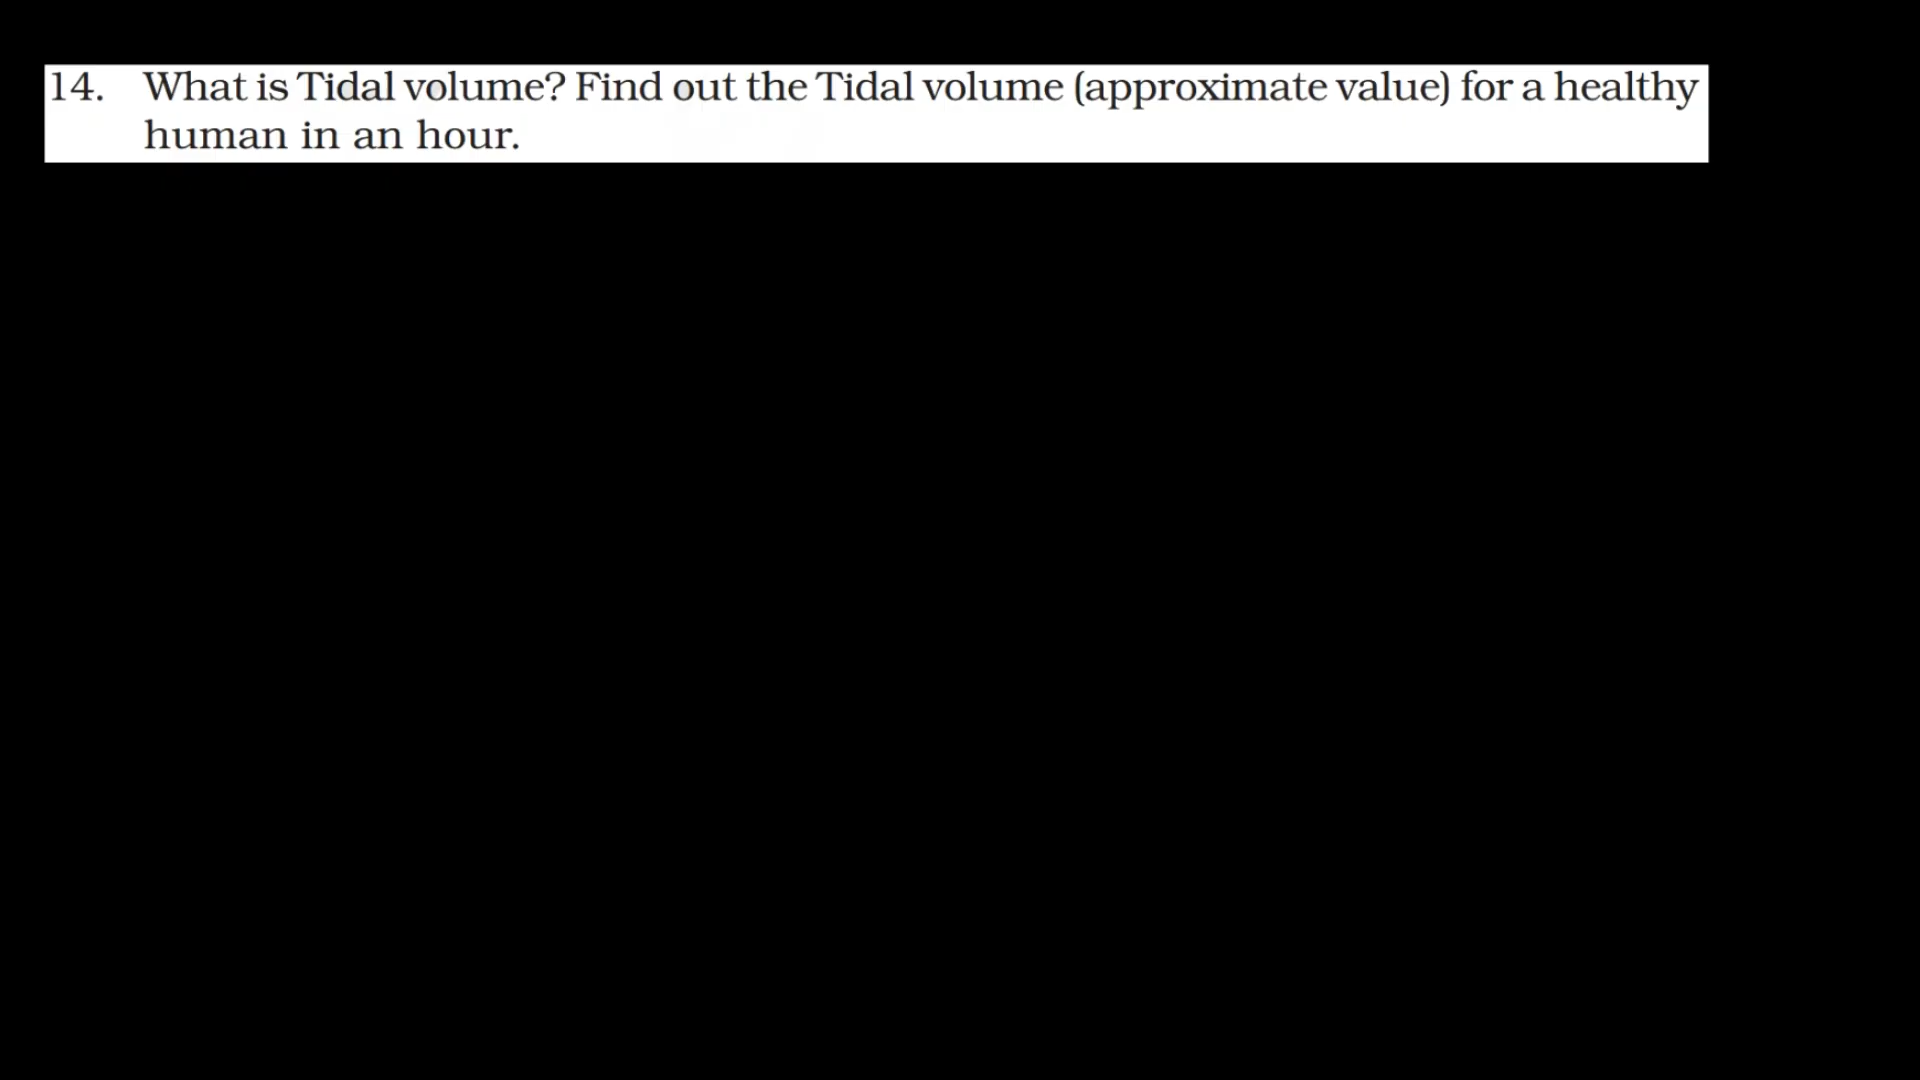 14. What is Tidal volume? Find out the Tidal volume (approximate value) for a healthy
human in an hour.